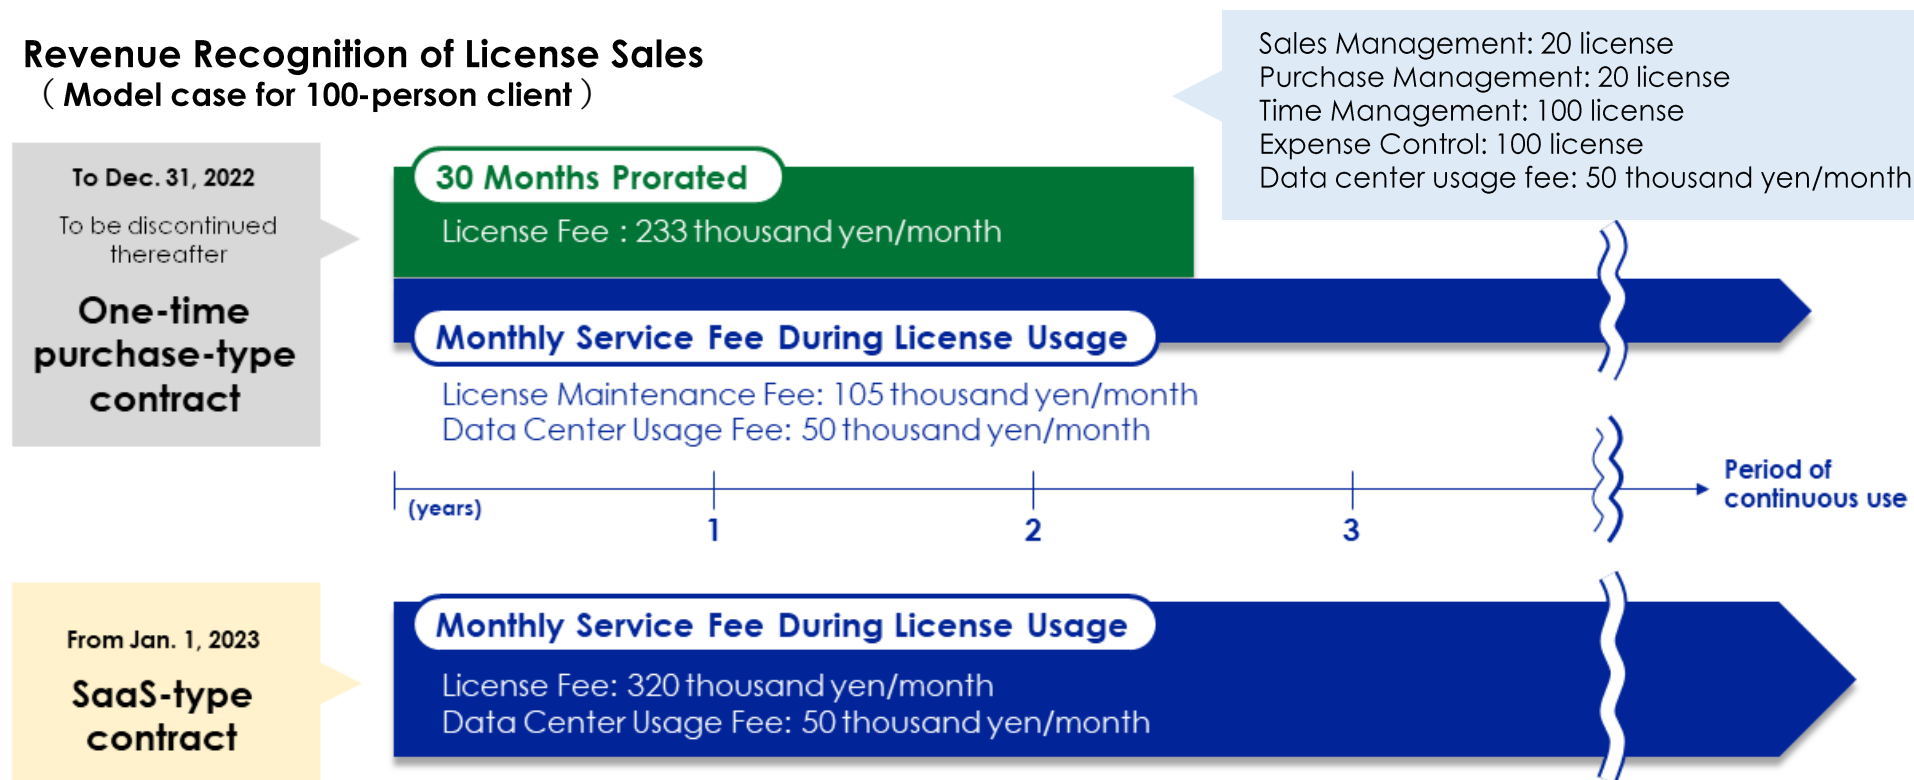 Revenue Recognition of License Sales
（Model case for 100-person client）
Sales Management: 20 license
Purchase Management: 20 license
Time Management: 100 license
Expense Control: 100 license
Data center usage fee: 50 thousand yen/month
To Dec. 31, 2022
To be discontinued
thereafter
One-time
purchase-type
contract
30 Months Prorated
License Fee : 233 thousand yen/month
Monthly Service Fee During License Usage
License Maintenance Fee: 105 thousand yen/month
Data Center Usage Fee: 50 thousand yen/month
(years)
1
2
3
Period of
continuous use
From Jan. 1, 2023
SaaS-type
contract
Monthly Service Fee During License Usage
License Fee: 320 thousand yen/month
Data Center Usage Fee: 50 thousand yen/month